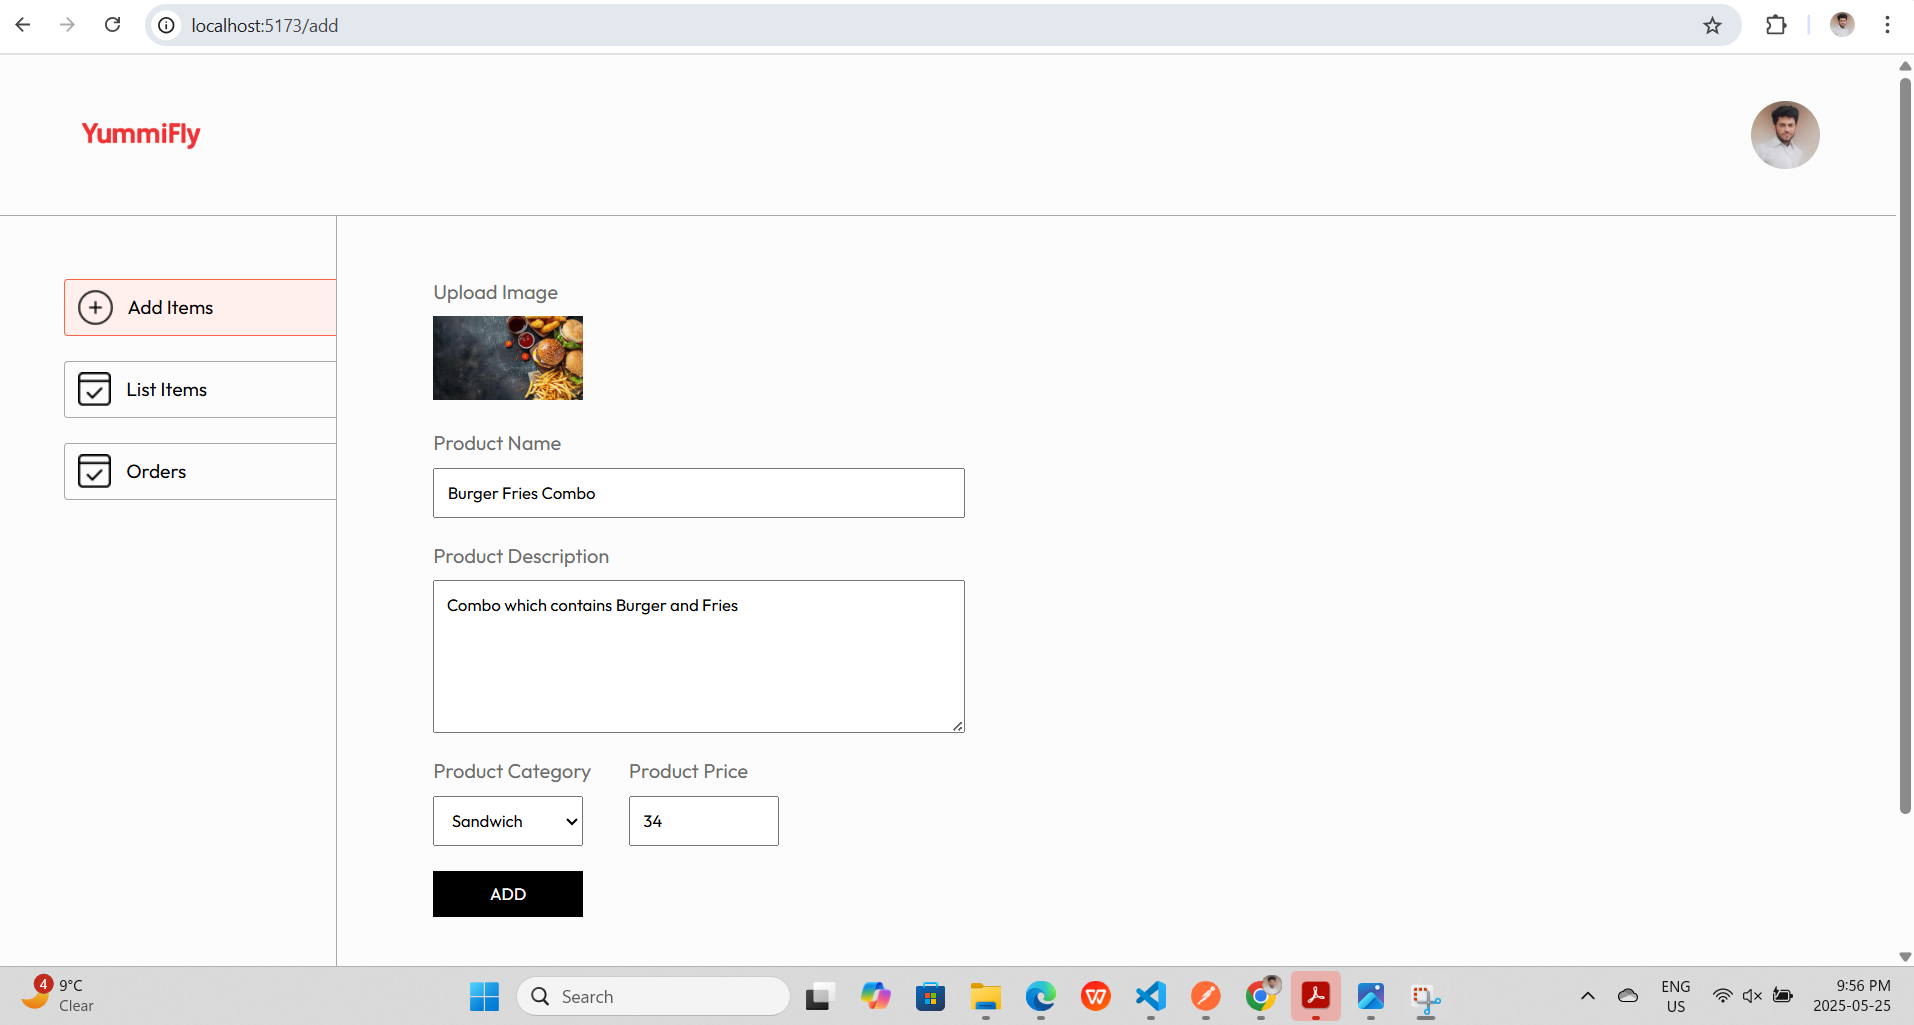 localhost:5173/add
YummiFly
Add Items
List Items
Orders
Upload Image
Product Name
Burger Fries Combo
Product Description
Combo which contains Burger and Fries
Product Category
Product Price
Sandwich
34
ADD
4
9°C
Clear
Search
ENG
US
9:56 PM
2025-05-25